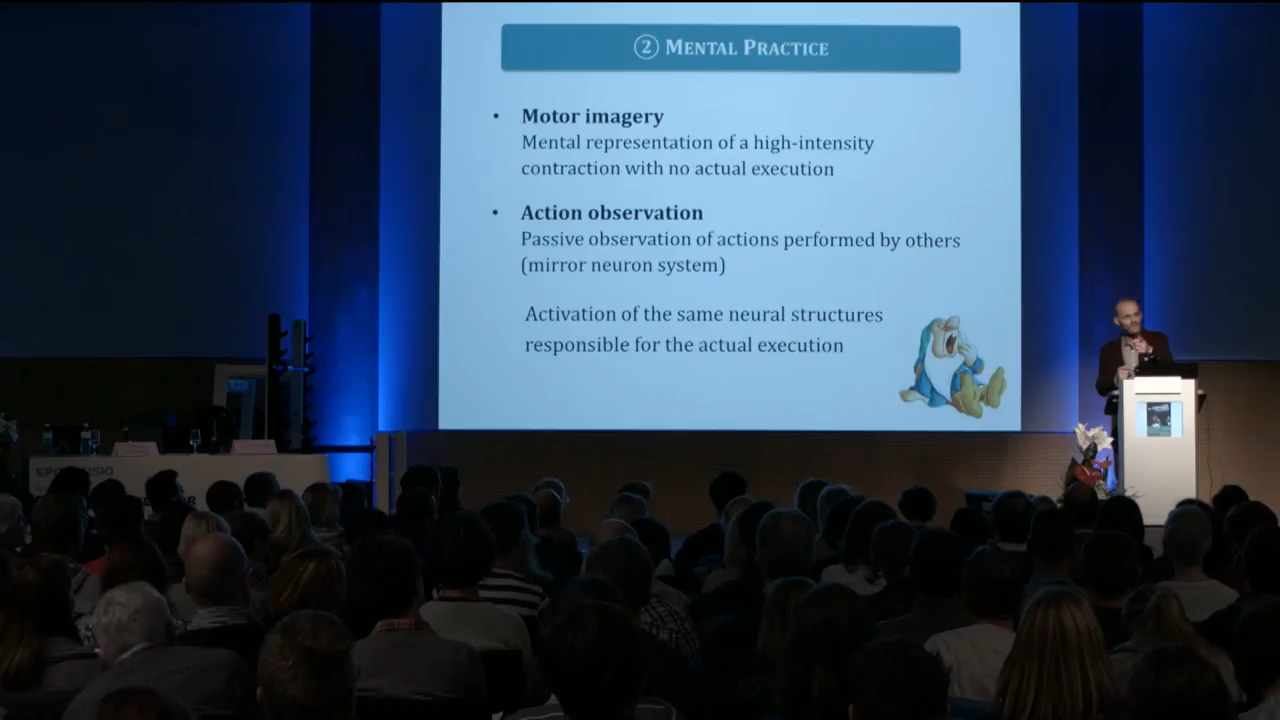 ② MENTAL PRACTICE
• Motor imagery
Mental representation of a high-intensity
contraction with no actual execution
• Action observation
Passive observation of actions performed by others
(mirror neuron system)
Activation of the same neural structures
responsible for the actual execution